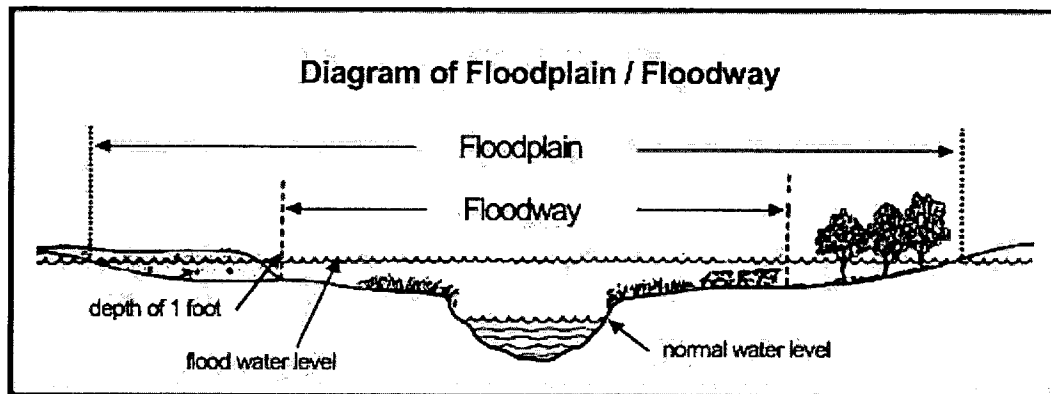 Diagram of Floodplain / Floodway
Floodplain
Floodway
depth of 1 foot
flood water level
normal water level